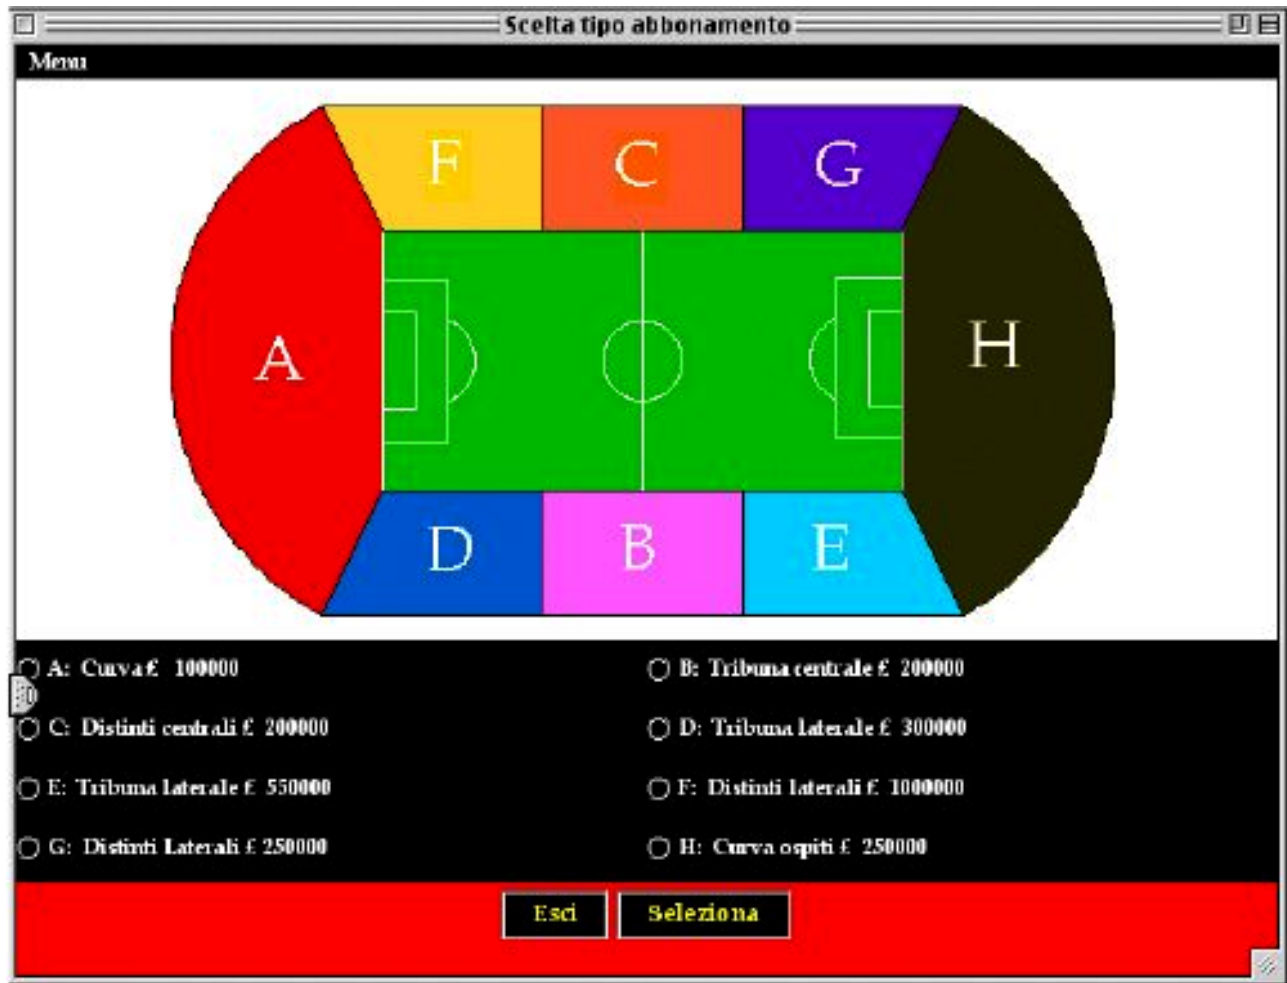 Scelta tipo abbonamento
Menu
F C G
A H
D B E
A: Curva £ 100000
B: Tribuna centrale £ 200000
C: Distinti centrali £ 200000
D: Tribuna laterale £ 300000
E: Tribuna laterale £ 550000
F: Distinti laterali £ 1000000
G: Distinti Laterali £ 250000
H: Curva ospiti £ 250000
Esci Seleziona